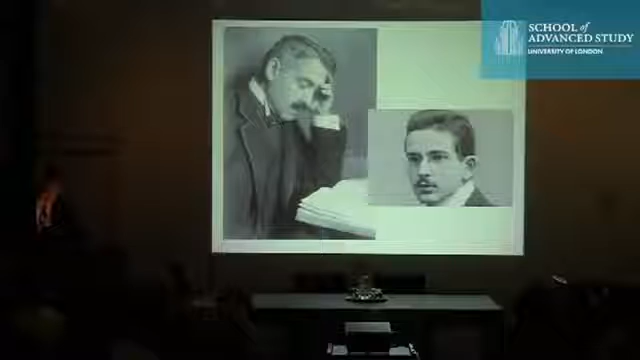 SCHOOL of
ADVANCED STUDY
UNIVERSITY OF LONDON